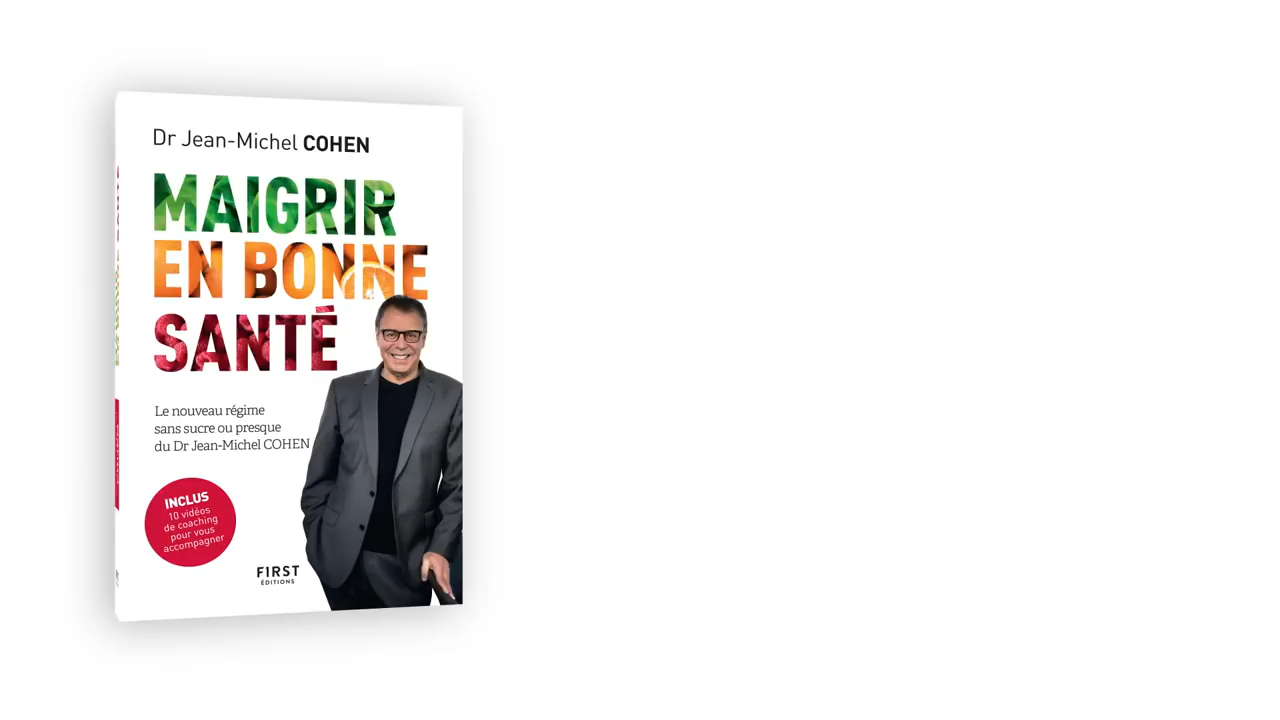 Dr Jean-Michel COHEN
MAIGRIR
EN BONNE
SANTÉ
Le nouveau régime
sans sucre ou presque
du Dr Jean-Michel COHEN
INCLUS
10 vidéos
de coaching
pour vous
accompagner
FIRST
ÉDITIONS